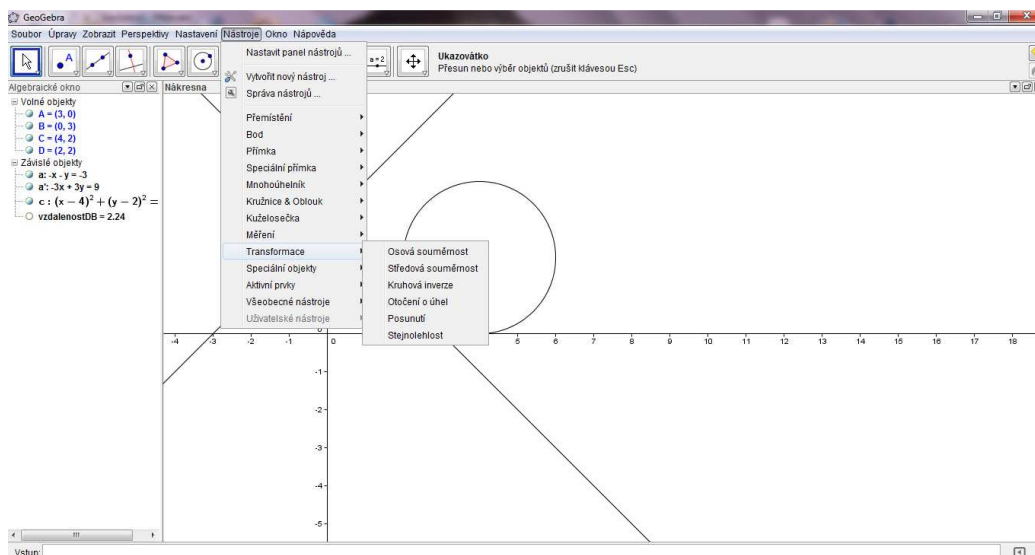 GeoGebra
Soubor Úpravy Zobrazit Perspektivy Nastavení Nástroje Okno Nápověda
A
a=2
Ukazovátko
Přesun nebo výběr objektů (zrušit klávesou Esc)
Algebraické okno
Nákresna
Volné objekty
A = (3, 0)
B = (0, 3)
C = (4, 2)
D = (2, 2)
Závislé objekty
a: -x - y = -3
a': -3x + 3y = 9
c : (x − 4)² + (y − 2)² =
vzdalenostDB = 2.24
Nastavit panel nástrojů ...
Vytvořit nový nástroj ...
Správa nástrojů ...
Přemístění
Bod
Přímka
Speciální přímka
Mnohoúhelník
Kružnice & Oblouk
Kuželosečka
Měření
Transformace
Speciální objekty
Aktivní prvky
Všeobecné nástroje
Uživatelské nástroje
Osová souměrnost
Středová souměrnost
Kruhová inverze
Otočení o úhel
Posunutí
Stejnolehlost
0
-4 -3 -2 -1 0 5 6 7 8 9 10 11 12 13 14 15 16 17 18
-1
-2
-3
-4
-5
Vstup: